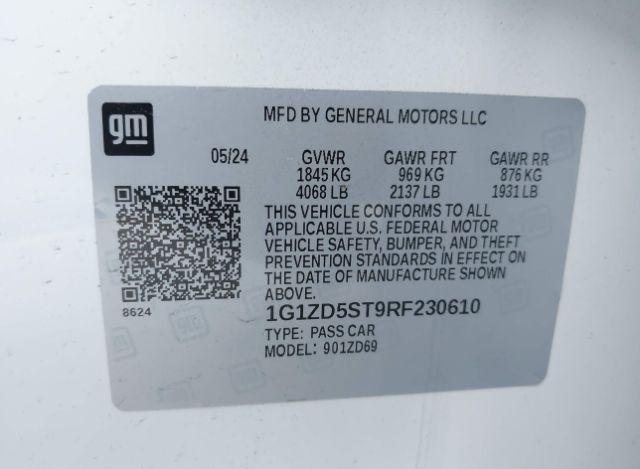 gm
MFD BY GENERAL MOTORS LLC
05/24 GVWR GAWR FRT GAWR RR
1845 KG 969 KG 876 KG
4068 LB 2137 LB 1931 LB
THIS VEHICLE CONFORMS TO ALL
APPLICABLE U.S. FEDERAL MOTOR
VEHICLE SAFETY, BUMPER, AND THEFT
PREVENTION STANDARDS IN EFFECT ON
THE DATE OF MANUFACTURE SHOWN
ABOVE.
8624
1G1ZD5ST9RF230610
TYPE: PASS CAR
MODEL: 901ZD69